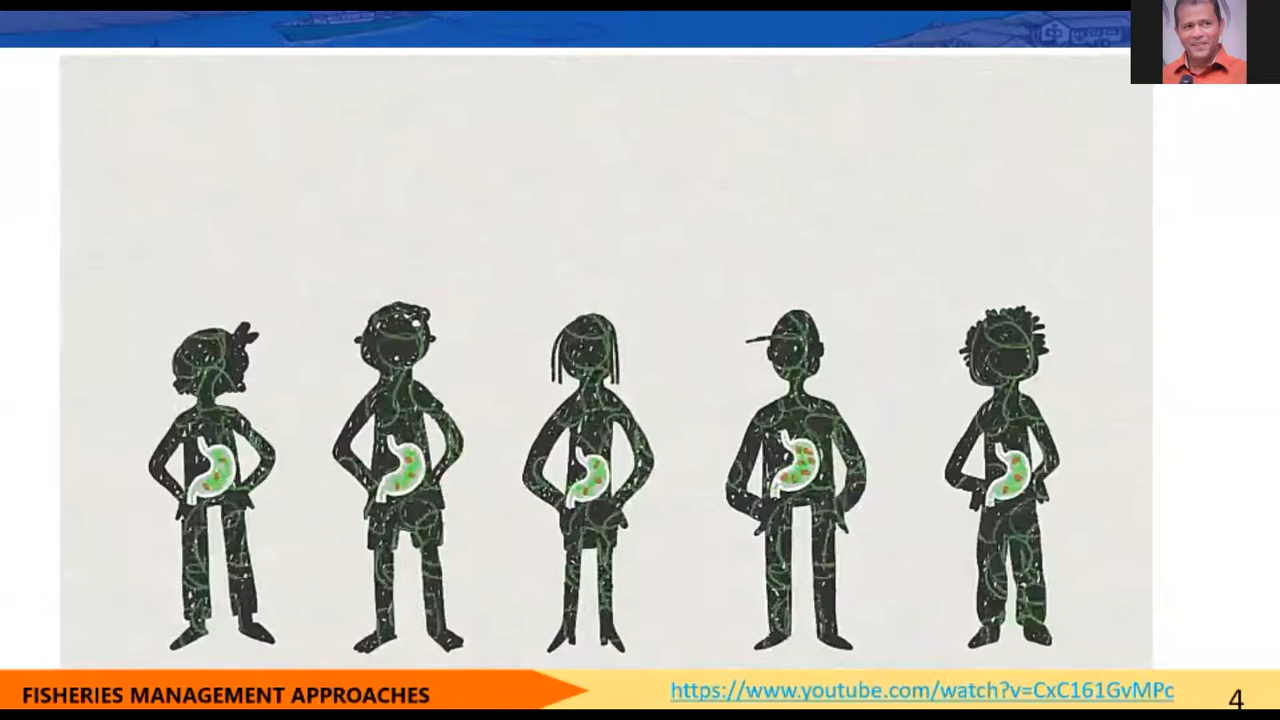 FISHERIES MANAGEMENT APPROACHES
https://www.youtube.com/watch?v=CxC161GvMPc
4